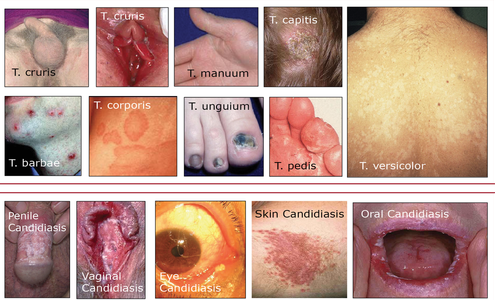 T. cruris
T. cruris
T. manuum
T. capitis
T. barbae
T. corporis
T. unguium
T. pedis
T. versicolor
Penile
Candidiasis
Vaginal
Candidiasis
Eye
Candidiasis
Skin Candidiasis
Oral Candidiasis